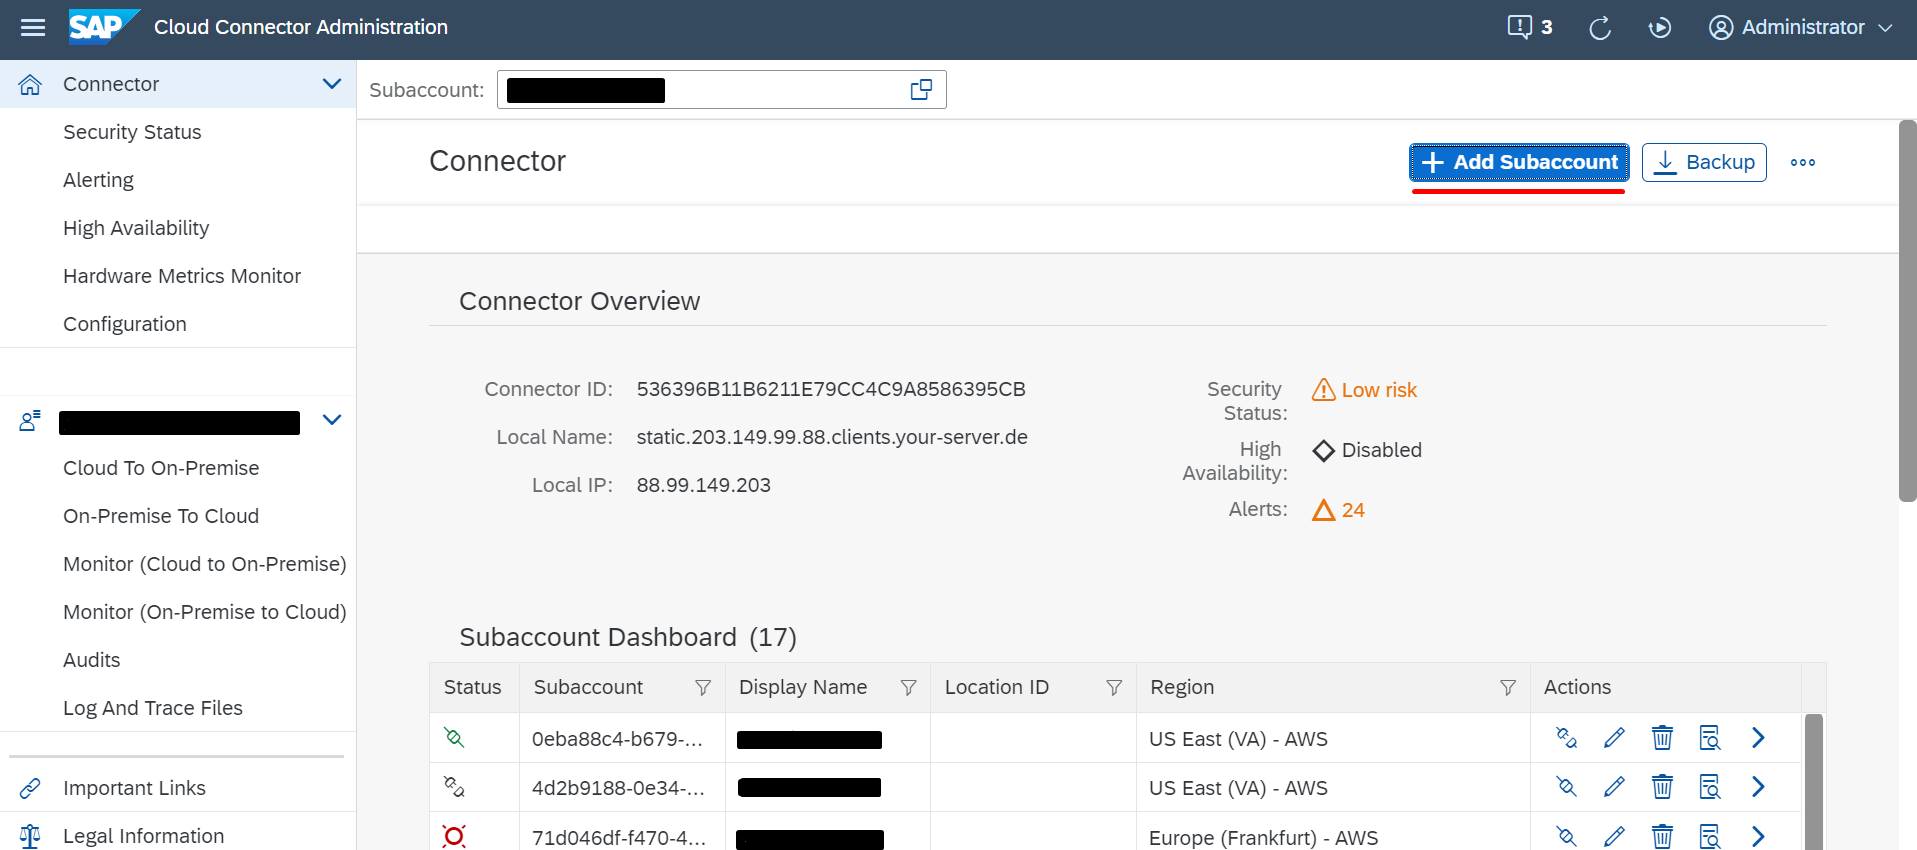 SAP Cloud Connector Administration
3
Administrator
Connector
Security Status
Alerting
High Availability
Hardware Metrics Monitor
Configuration
Cloud To On-Premise
On-Premise To Cloud
Monitor (Cloud to On-Premise)
Monitor (On-Premise to Cloud)
Audits
Log And Trace Files
Important Links
Legal Information
Subaccount:
Connector
Add Subaccount
Backup
Connector Overview
Connector ID: 536396B11B6211E79CC4C9A8586395CB
Local Name: static.203.149.99.88.clients.your-server.de
Local IP: 88.99.149.203
Security
Status: Low risk
High
Availability: Disabled
Alerts: 24
Subaccount Dashboard (17)
Status Subaccount Display Name Location ID Region Actions
0eba88c4-b679-... US East (VA) - AWS
4d2b9188-0e34-... US East (VA) - AWS
71d046df-f470-4... Europe (Frankfurt) - AWS